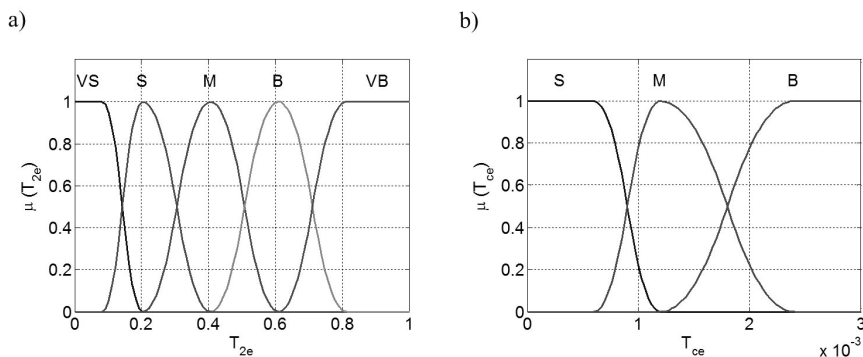 a)
VS S M B VB
1
0.8
0.6
0.4
0.2
0
μ (T2e)
0 0.2 0.4 0.6 0.8 1
T2e
b)
S M B
1
0.8
0.6
0.4
0.2
0
μ (Tce)
0 1 2 3
Tce
x 10-3